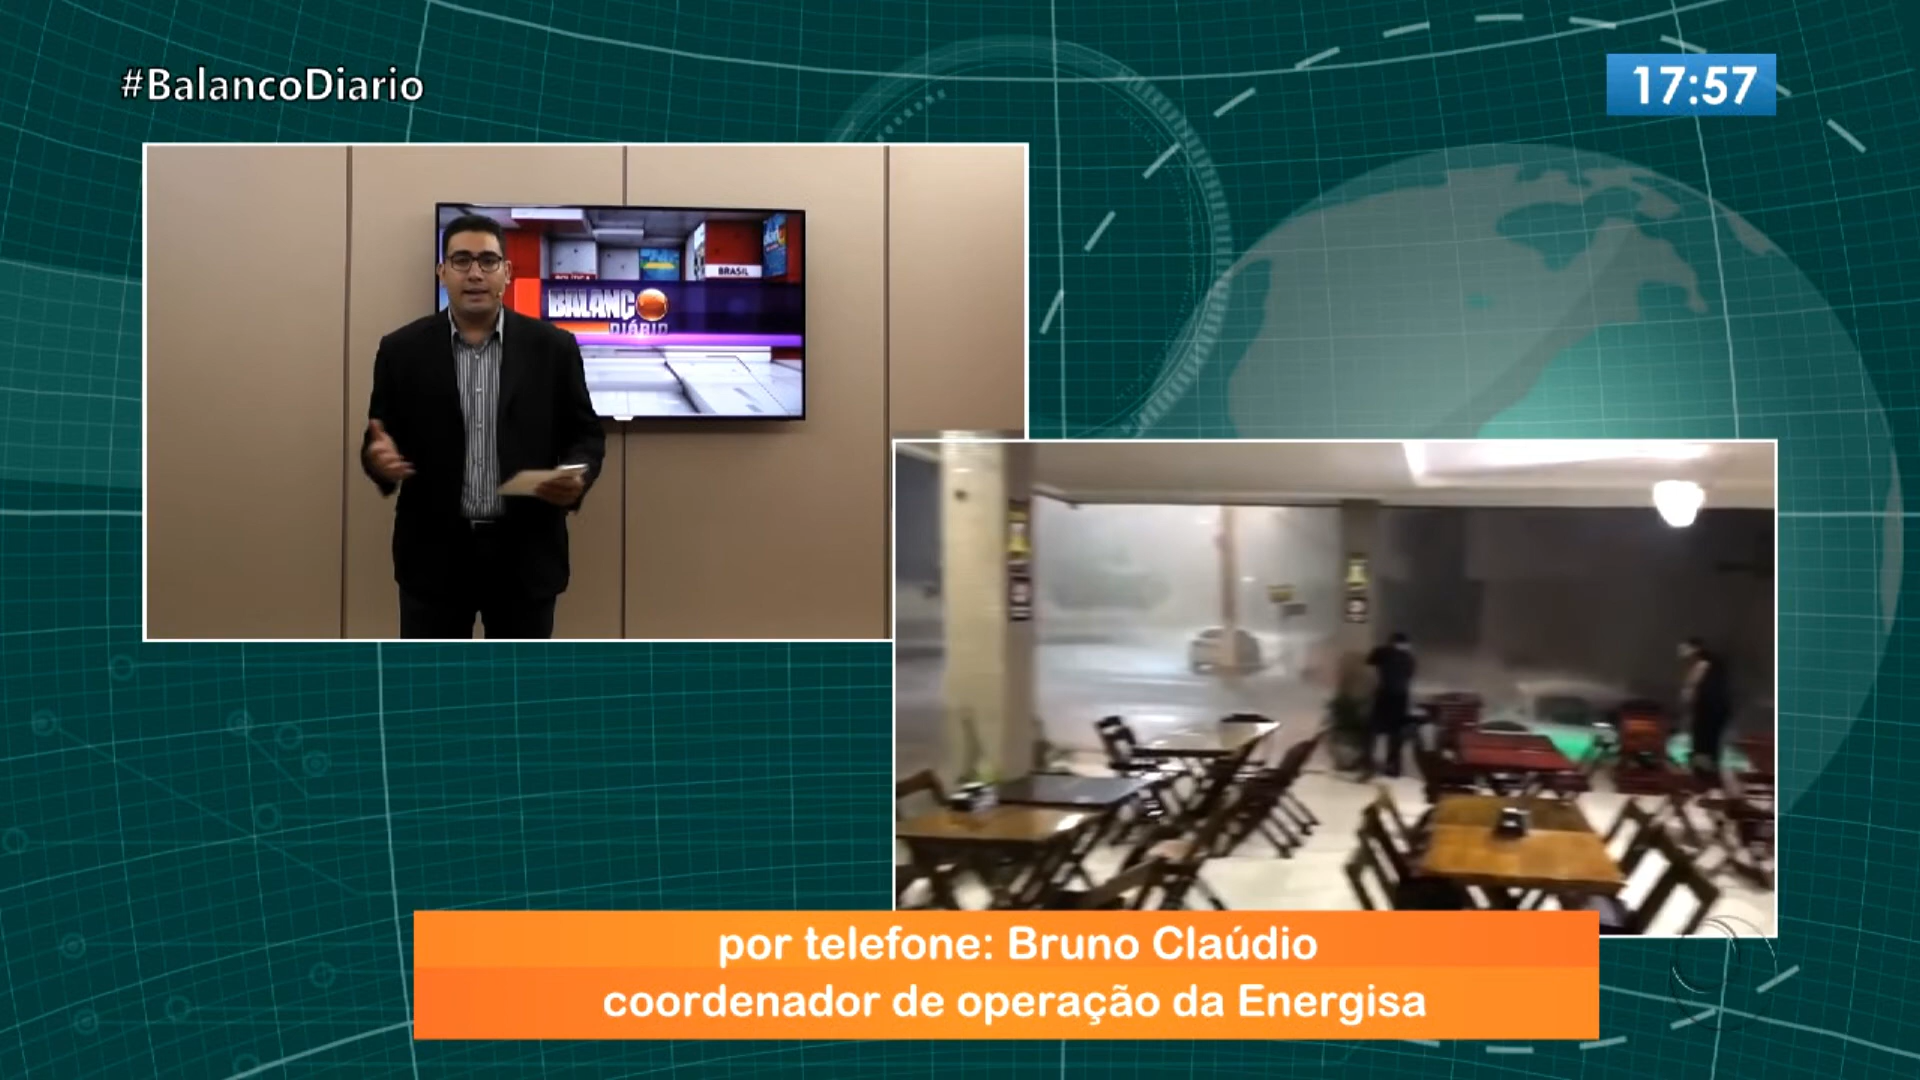 #BalancoDiario
17:57
BRASIL
BALANÇO
DIÁRIO
por telefone: Bruno Claúdio
coordenador de operação da Energisa